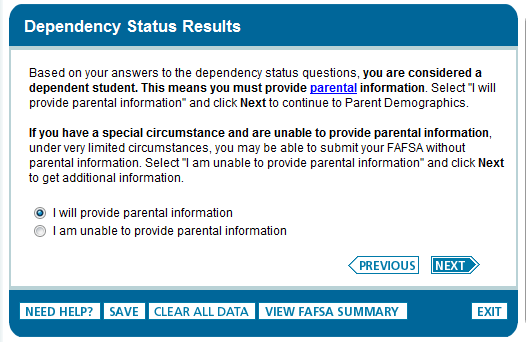 Dependency Status Results
Based on your answers to the dependency status questions, you are considered a
dependent student. This means you must provide parental information. Select "I will
provide parental information" and click Next to continue to Parent Demographics.
If you have a special circumstance and are unable to provide parental information,
under very limited circumstances, you may be able to submit your FAFSA without
parental information. Select "I am unable to provide parental information" and click Next
to get additional information.
I will provide parental information
I am unable to provide parental information
PREVIOUS NEXT
NEED HELP? SAVE CLEAR ALL DATA VIEW FAFSA SUMMARY EXIT